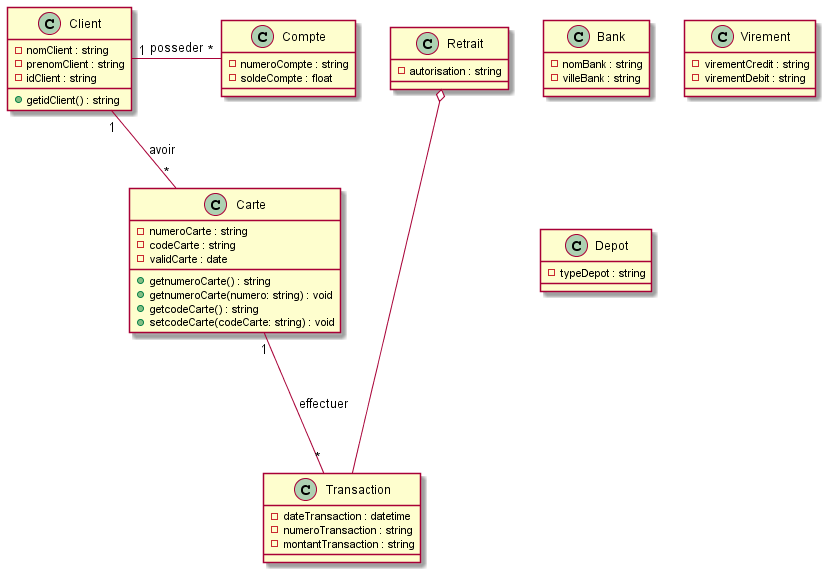 C Client
nomClient : string
prenomClient : string
idClient : string
getidClient() : string
1 posseder *
C Compte
numeroCompte : string
soldeCompte : float
C Retrait
autorisation : string
C Bank
nomBank : string
villeBank : string
C Virement
virementCredit : string
virementDebit : string
1
avoir
*
C Carte
numeroCarte : string
codeCarte : string
validCarte : date
getnumeroCarte() : string
getnumeroCarte(numero: string) : void
getcodeCarte() : string
setcodeCarte(codeCarte: string) : void
C Depot
typeDepot : string
1
effectuer
*
C Transaction
dateTransaction : datetime
numeroTransaction : string
montantTransaction : string